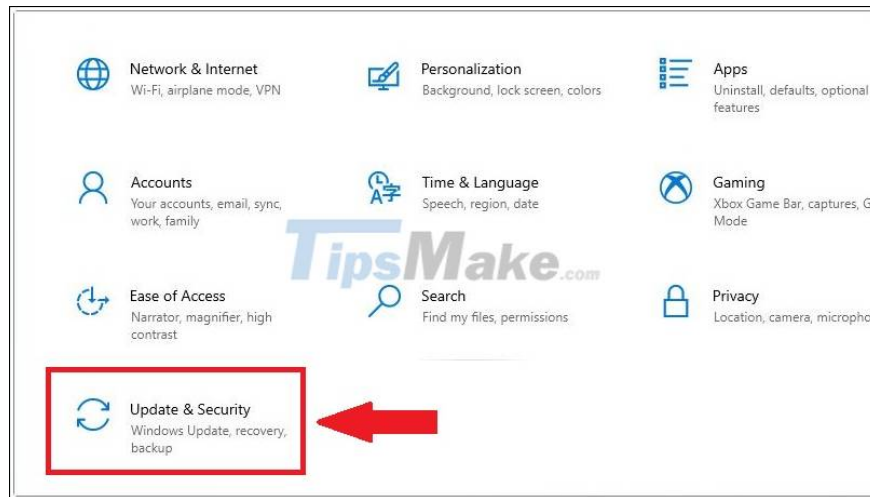 Network & Internet
Wi-Fi, airplane mode, VPN
Personalization
Background, lock screen, colors
Apps
Uninstall, defaults, optional
features
Accounts
Your accounts, email, sync,
work, family
Time & Language
Speech, region, date
Gaming
Xbox Game Bar, captures, G
Mode
TipsMake.com
Ease of Access
Narrator, magnifier, high
contrast
Search
Find my files, permissions
Privacy
Location, camera, micropho
Update & Security
Windows Update, recovery,
backup